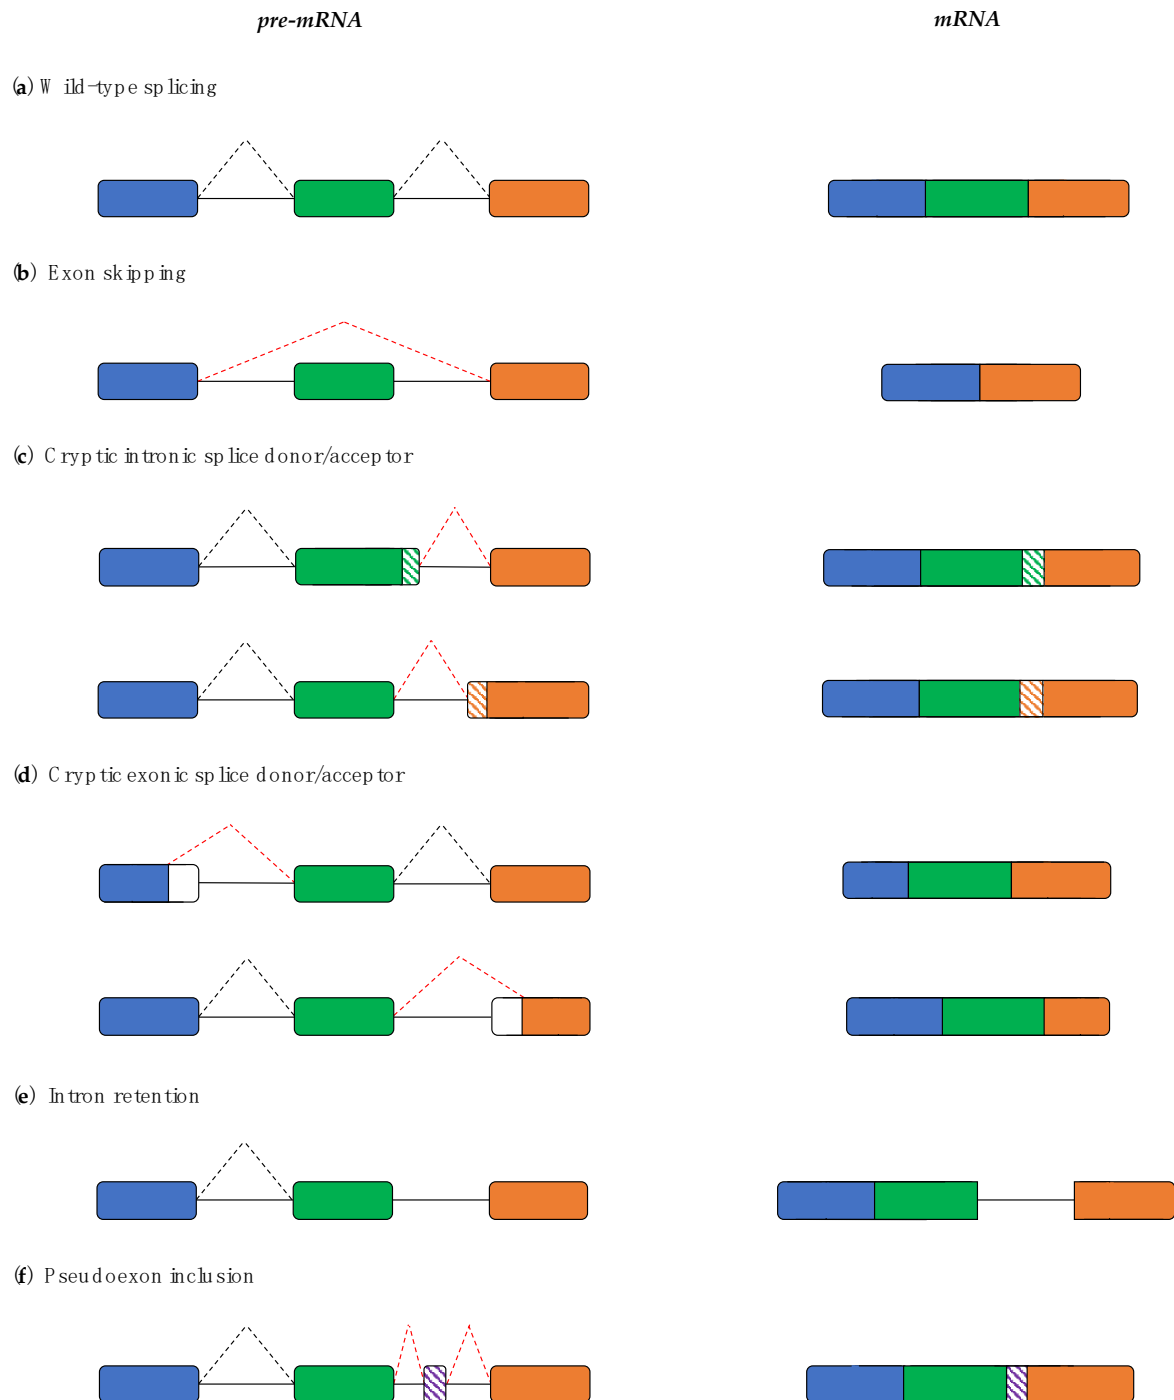 pre-mRNA
mRNA
(a) Wild-type splicing
(b) Exon skipping
(c) Cryptic intronic splice donor/acceptor
(d) Cryptic exonic splice donor/acceptor
(e) Intron retention
(f) Pseudoexon inclusion